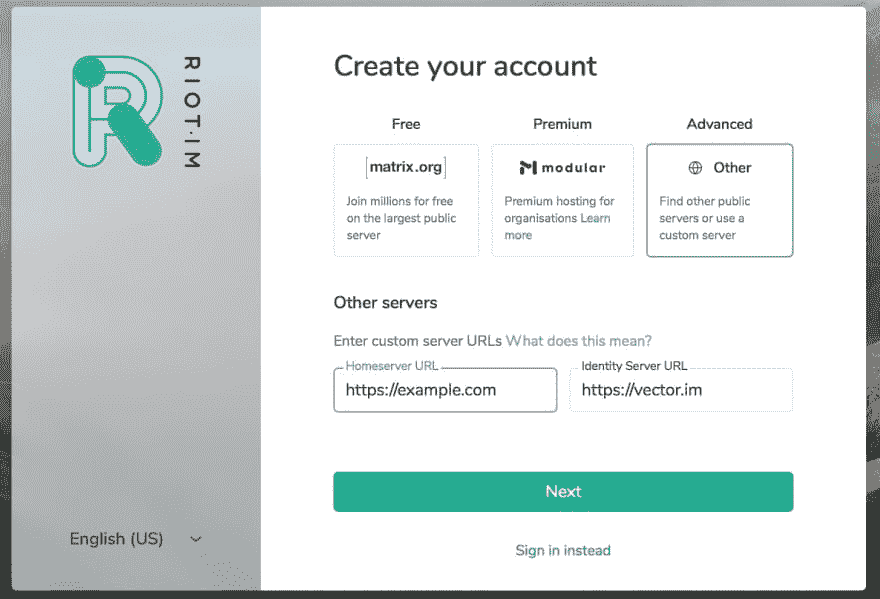 RIOT·IM
Create your account
Free
Premium
Advanced
[matrix.org]
modular
Other
Join millions for free
on the largest public
server
Premium hosting for
organisations Learn
more
Find other public
servers or use a
custom server
Other servers
Enter custom server URLs What does this mean?
Homeserver URL
Identity Server URL
https://example.com
https://vector.im
Next
Sign in instead
English (US)